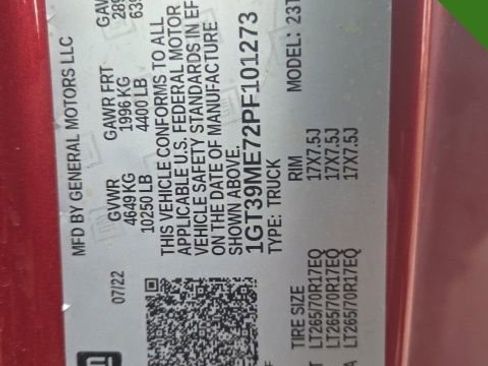 MFD BY GENERAL MOTORS LLC
07/22
GVWR
4649 KG
10250 LB
GAWR FRT
1996 KG
4400 LB
THIS VEHICLE CONFORMS TO ALL
APPLICABLE U.S. FEDERAL MOTOR
VEHICLE SAFETY STANDARDS IN EF
ON THE DATE OF MANUFACTURE
SHOWN ABOVE.
1GT39ME72PF101273
TYPE: TRUCK
MODEL: 23T
TIRE SIZE
RIM
LT265/70R17EQ
17X7.5J
LT265/70R17EQ
17X7.5J
LT265/70R17EQ
17X7.5J